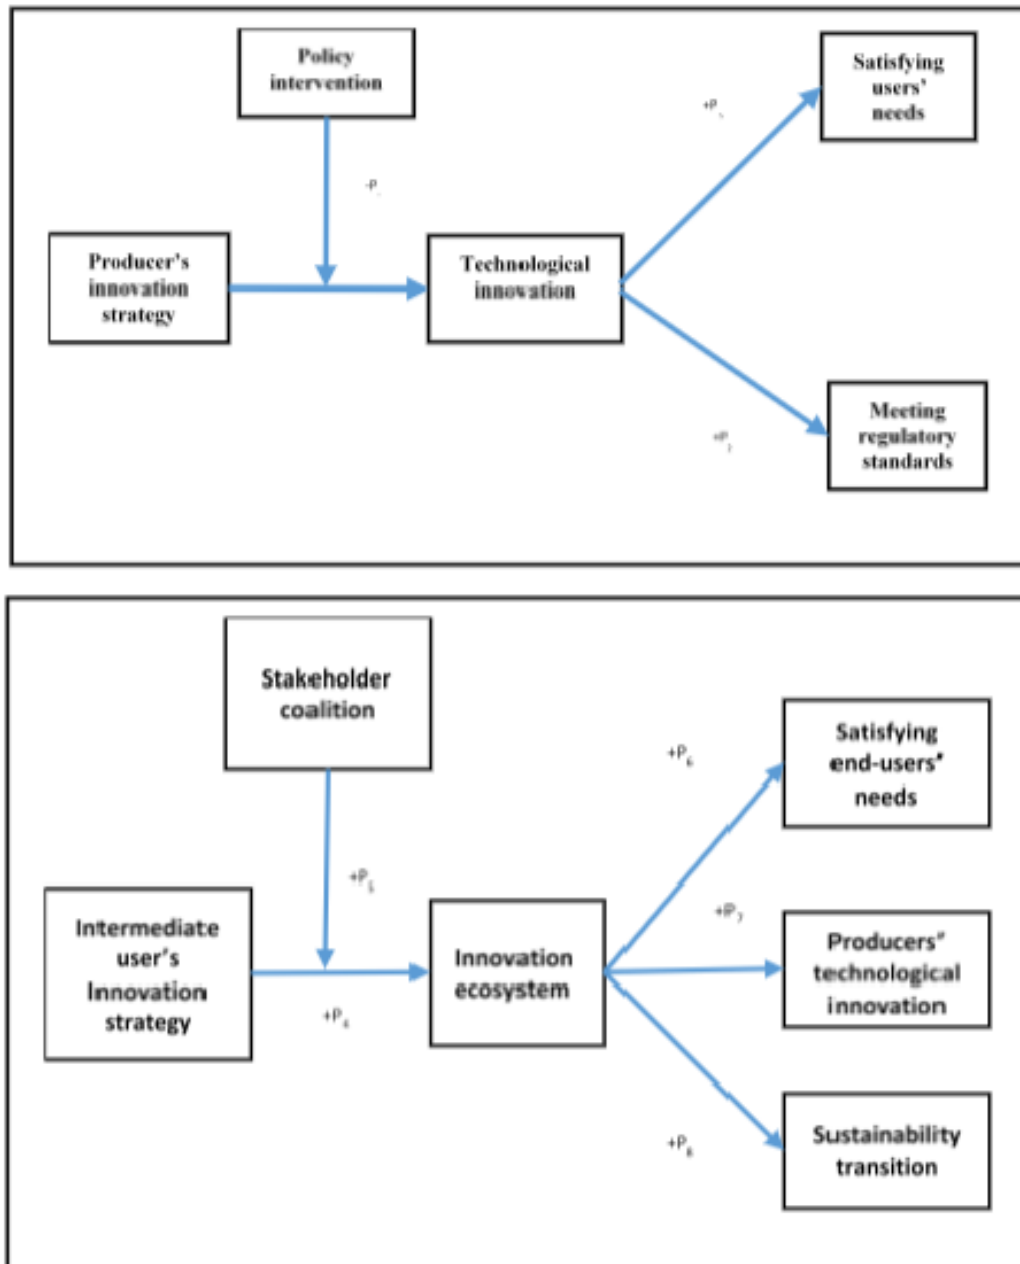 Policy
intervention
Satisfying
users'
needs
+P
-P
Producer's
innovation
strategy
Technological
innovation
Meeting
regulatory
standards
+P
Stakeholder
coalition
Satisfying
end-users'
needs
+P6
+P5
Intermediate
user's
Innovation
strategy
Innovation
ecosystem
+P7
Producers'
technological
innovation
+P4
Sustainability
transition
+P8